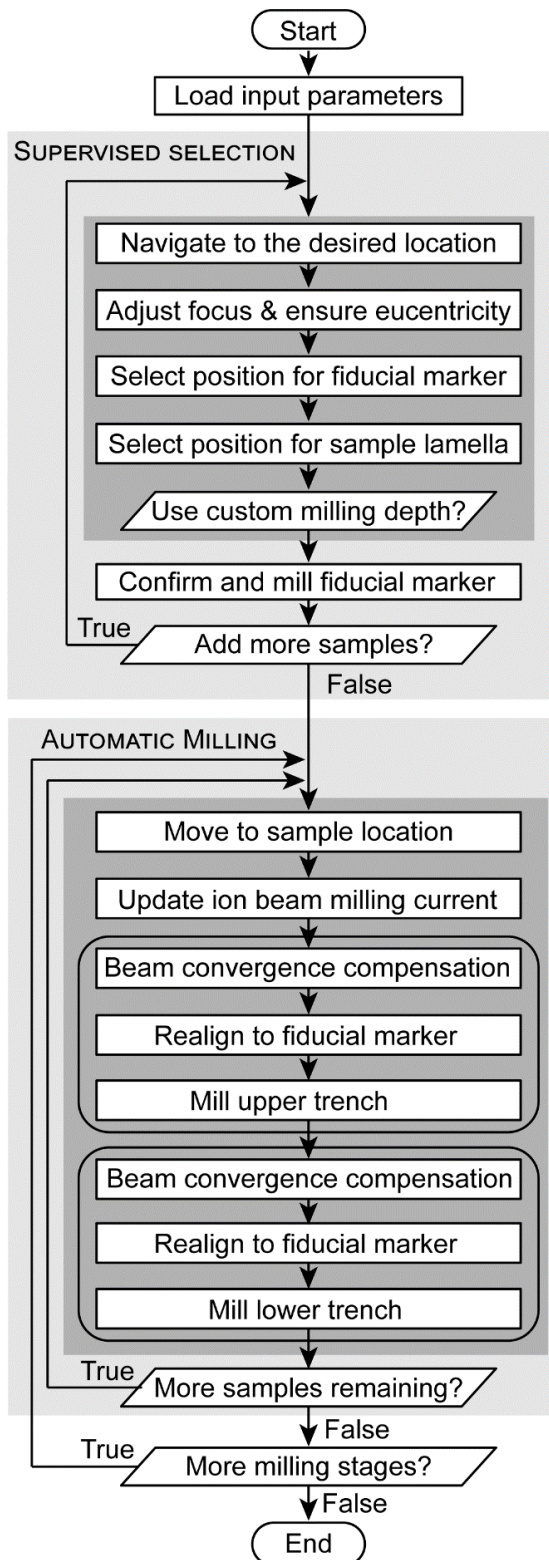 Start
Load input parameters
SUPERVISED SELECTION
Navigate to the desired location
Adjust focus & ensure eucentricity
Select position for fiducial marker
Select position for sample lamella
Use custom milling depth?
Confirm and mill fiducial marker
True
Add more samples?
False
AUTOMATIC MILLING
Move to sample location
Update ion beam milling current
Beam convergence compensation
Realign to fiducial marker
Mill upper trench
Beam convergence compensation
Realign to fiducial marker
Mill lower trench
True
More samples remaining?
False
True
More milling stages?
False
End